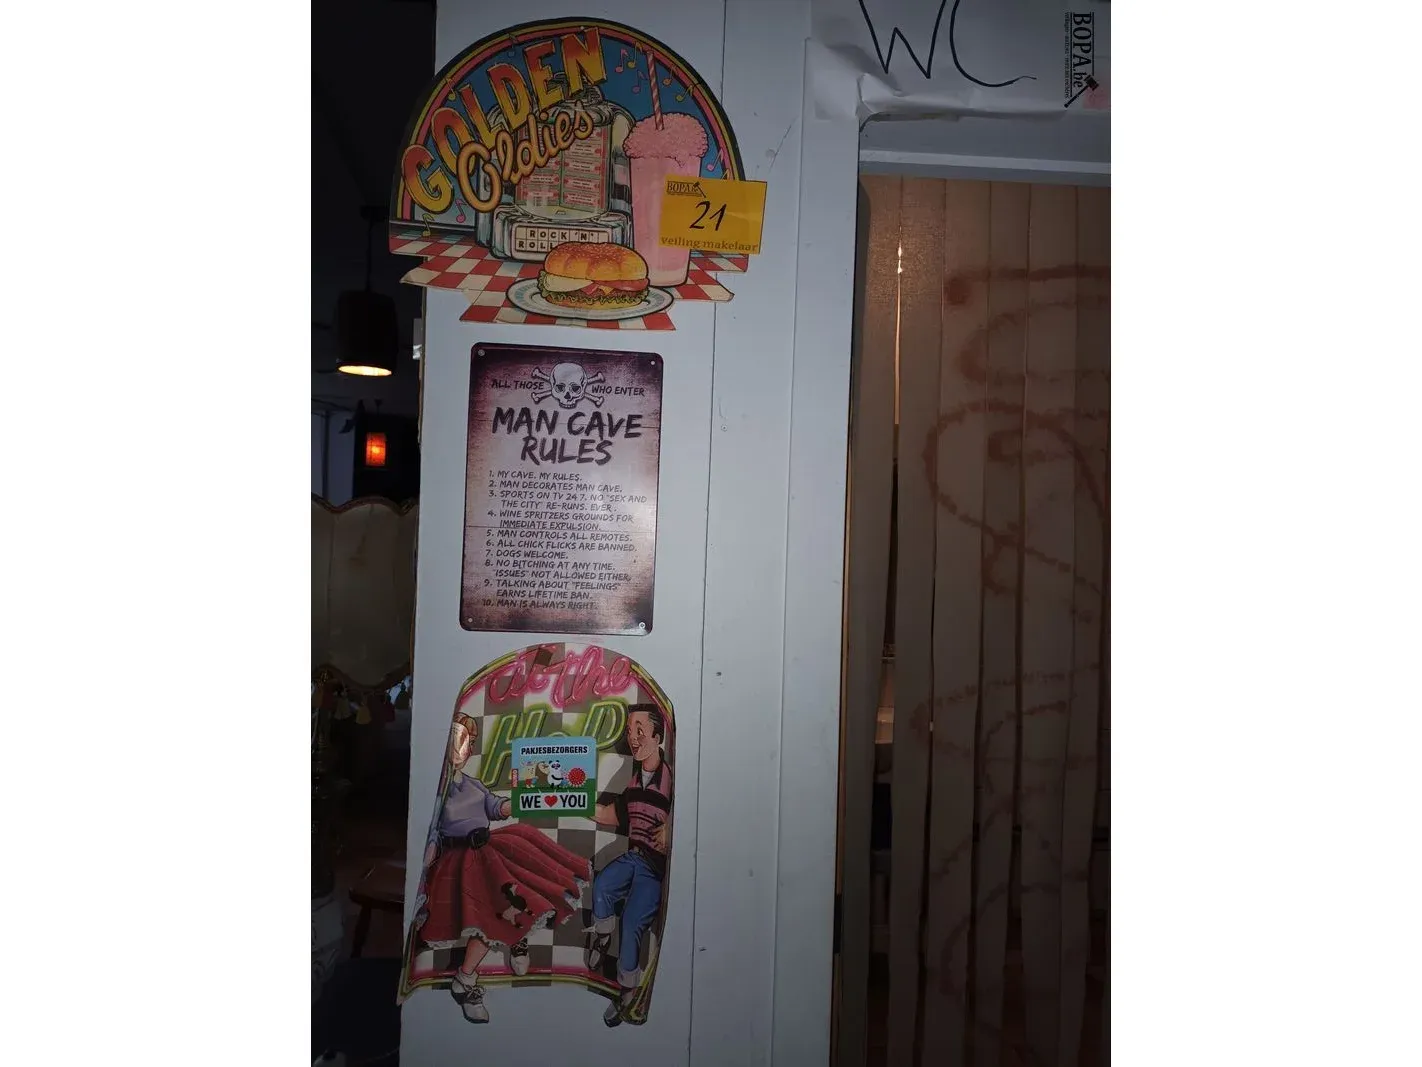 WC
BOPA.be
GOLDEN
Oldies
ROCK 'N'
ROLL
BOPA.be
21
veiling makelaar
ALL THOSE WHO ENTER
MAN CAVE
RULES
1. MY CAVE. MY RULES.
2. MAN DECORATES MAN CAVE.
3. SPORTS ON TV 24 7. NO "SEX AND
THE CITY" RE-RUNS. EVER.
4. WINE SPRITZERS GROUNDS FOR
IMMEDIATE EXPULSION.
5. MAN CONTROLS ALL REMOTES.
6. ALL CHICK FLICKS ARE BANNED.
7. DOGS WELCOME.
8. NO BITCHING AT ANY TIME.
"ISSUES" NOT ALLOWED EITHER.
9. TALKING ABOUT "FEELINGS"
EARNS LIFETIME BAN.
10. MAN IS ALWAYS RIGHT.
at the
HOP
PAKJESBEZORGERS
WE ❤ YOU